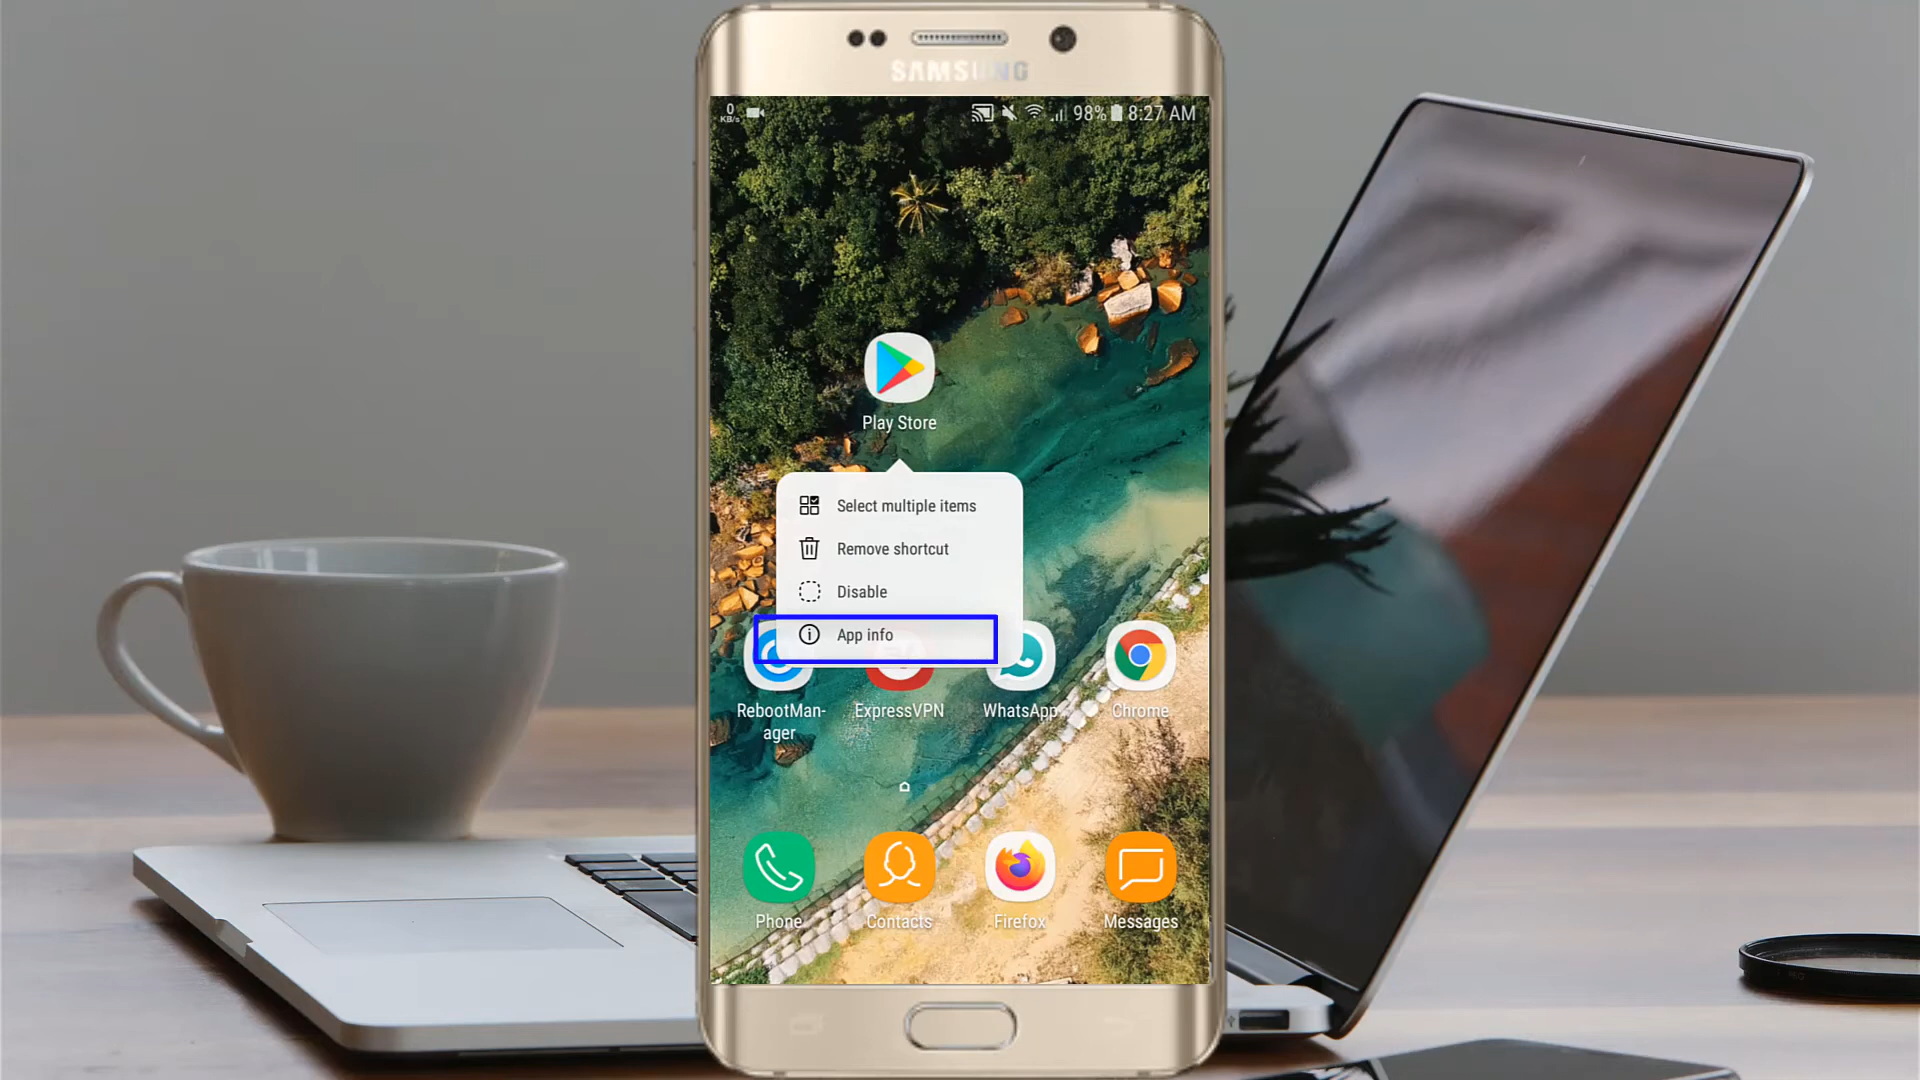 SAMSUNG
0
KB/s
98% 8:27 AM
Play Store
Select multiple items
Remove shortcut
Disable
App info
RebootMan-
ager
ExpressVPN
WhatsApp
Chrome
Phone
Contacts
Firefox
Messages